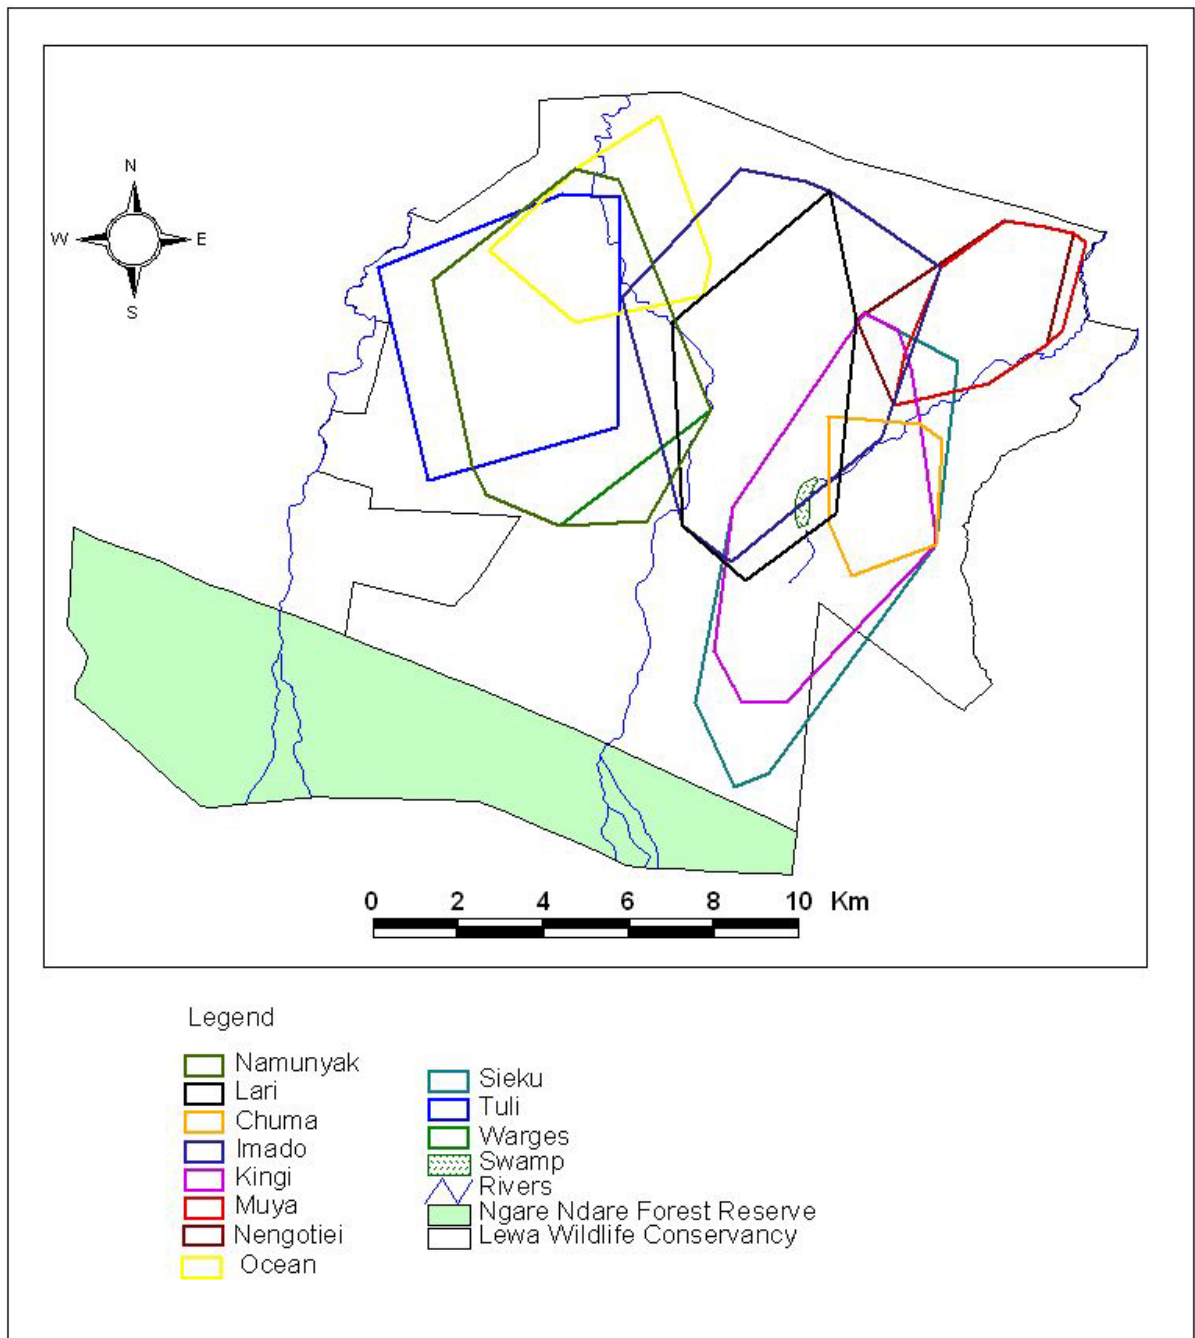 N
W E
S
0 2 4 6 8 10 Km
Legend
Namunyak
Lari
Chuma
Imado
Kingi
Muya
Nengotiei
Ocean
Sieku
Tuli
Warges
Swamp
Rivers
Ngare Ndare Forest Reserve
Lewa Wildlife Conservancy